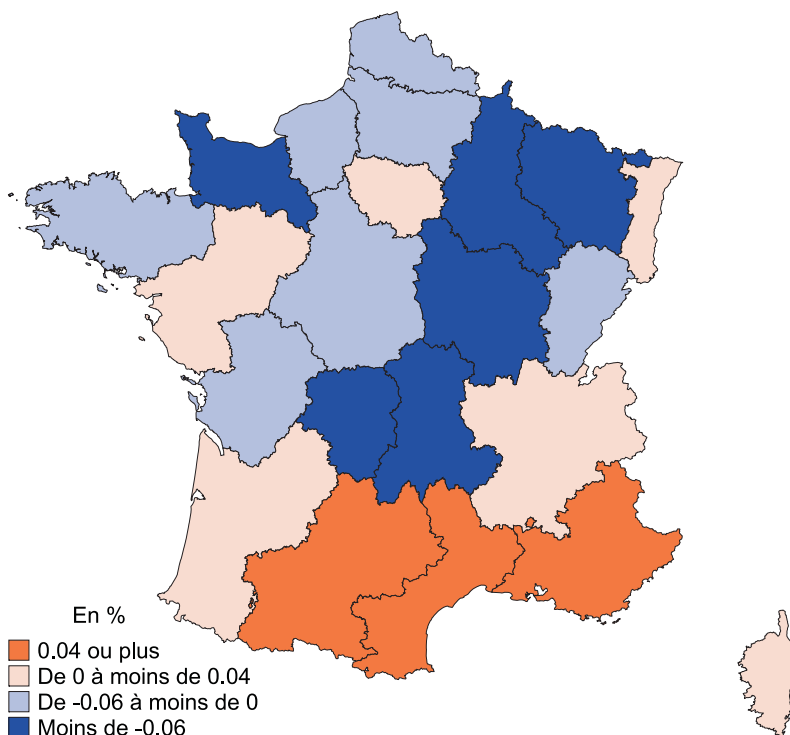 En %
0.04 ou plus
De 0 à moins de 0.04
De -0.06 à moins de 0
Moins de -0.06